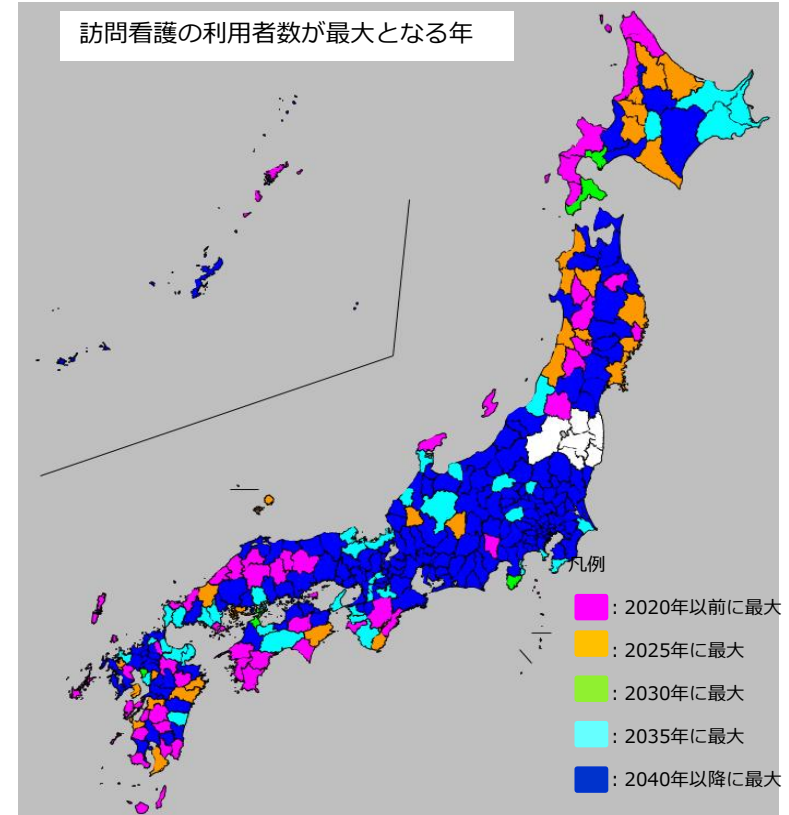 訪問看護の利用者数が最大となる年
凡例
：2020年以前に最大
：2025年に最大
：2030年に最大
：2035年に最大
：2040年以降に最大